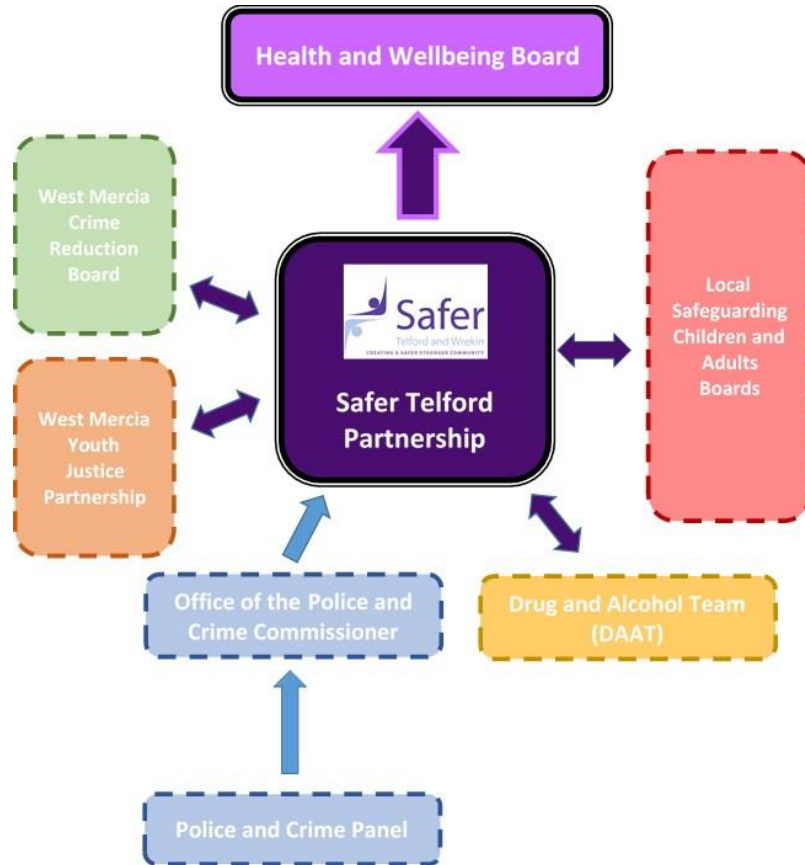 Health and Wellbeing Board
West Mercia
Crime
Reduction
Board
Safer
Telford and Wrekin
CREATING A SAFER STRONGER COMMUNITY
Safer Telford
Partnership
Local
Safeguarding
Children and
Adults
Boards
West Mercia
Youth
Justice
Partnership
Office of the Police and
Crime Commissioner
Drug and Alcohol Team
(DAAT)
Police and Crime Panel